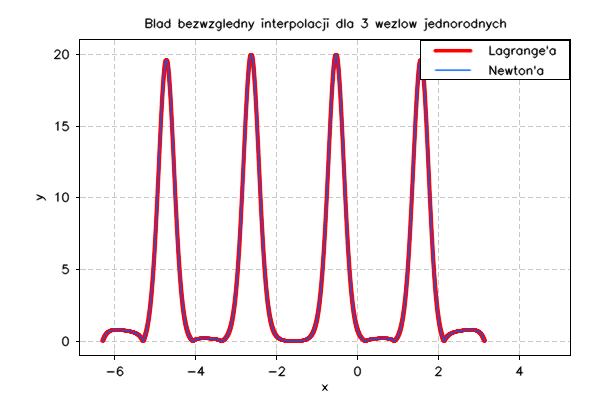 Blad bezwzgledny interpolacji dla 3 wezlow jednorodnych
Lagrange'a
Newton'a
20
15
10
5
0
y
−6 −4 −2 0 2 4
x